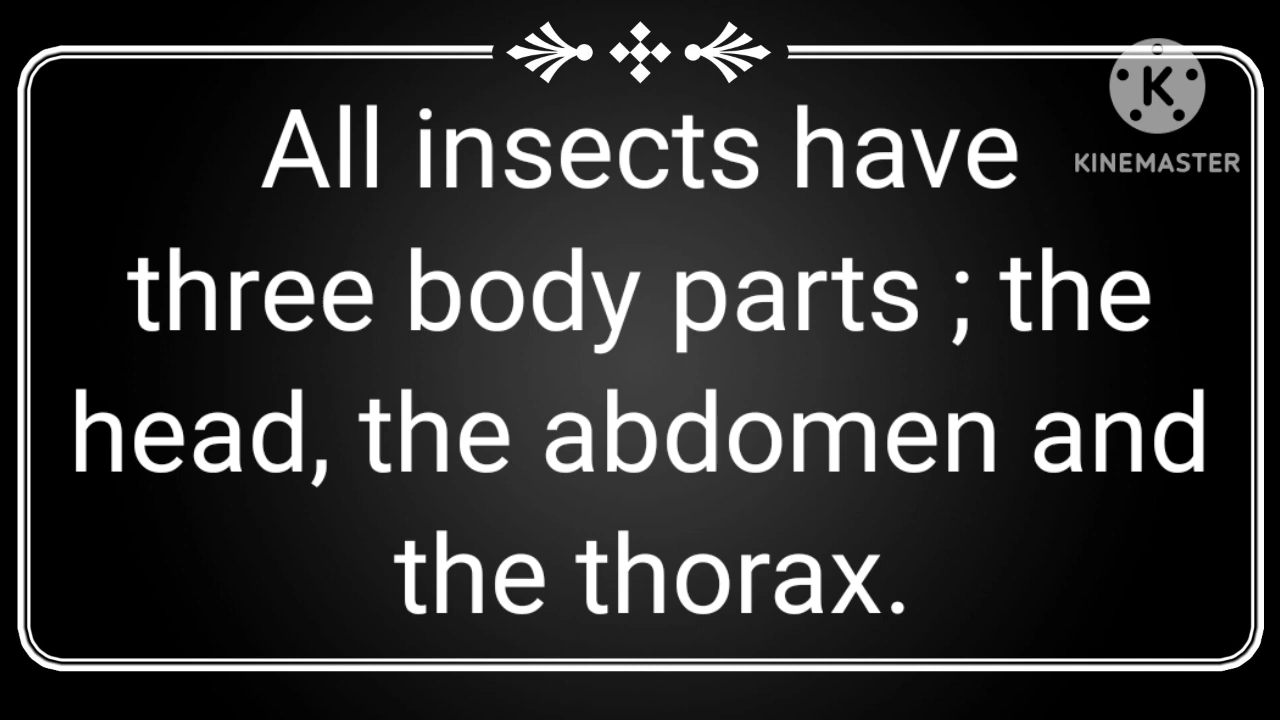 All insects have
three body parts ; the
head, the abdomen and
the thorax.
K
KINEMASTER